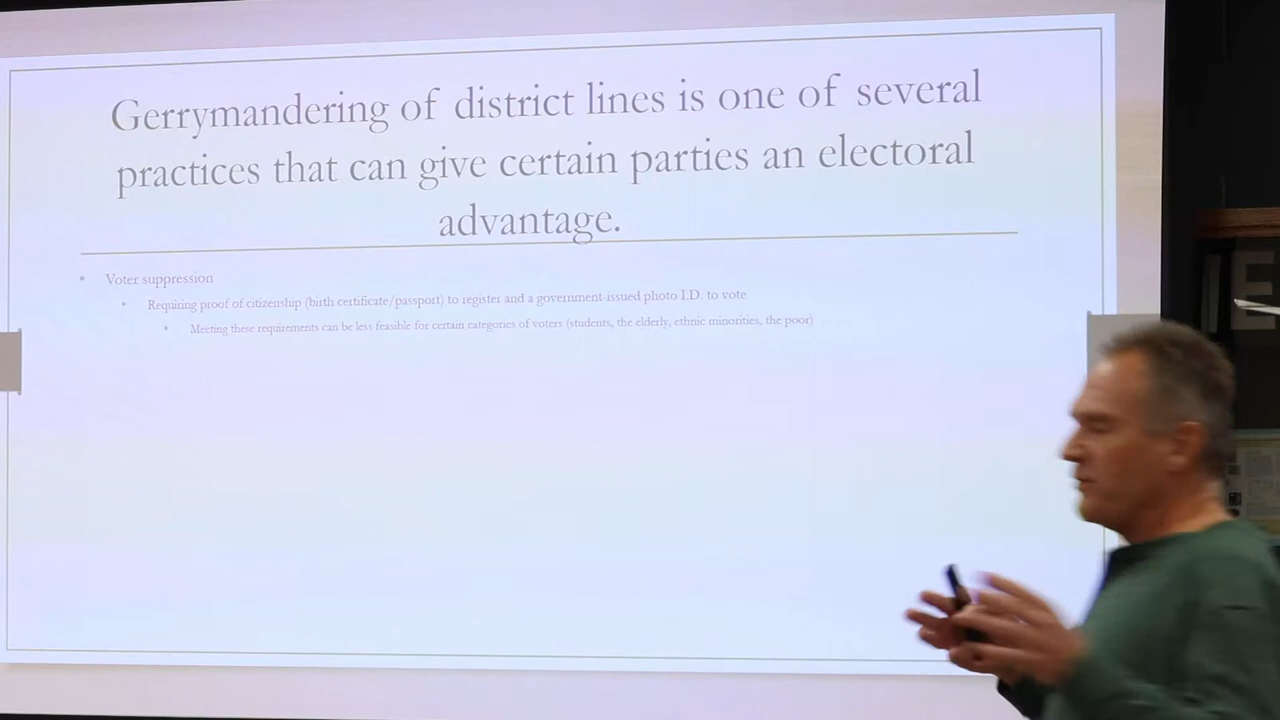 Gerrymandering of district lines is one of several
practices that can give certain parties an electoral
advantage.
Voter suppression
Requiring proof of citizenship (birth certificate/passport) to register and a government-issued photo I.D. to vote
Meeting these requirements can be less feasible for certain categories of voters (students, the elderly, ethnic minorities, the poor)